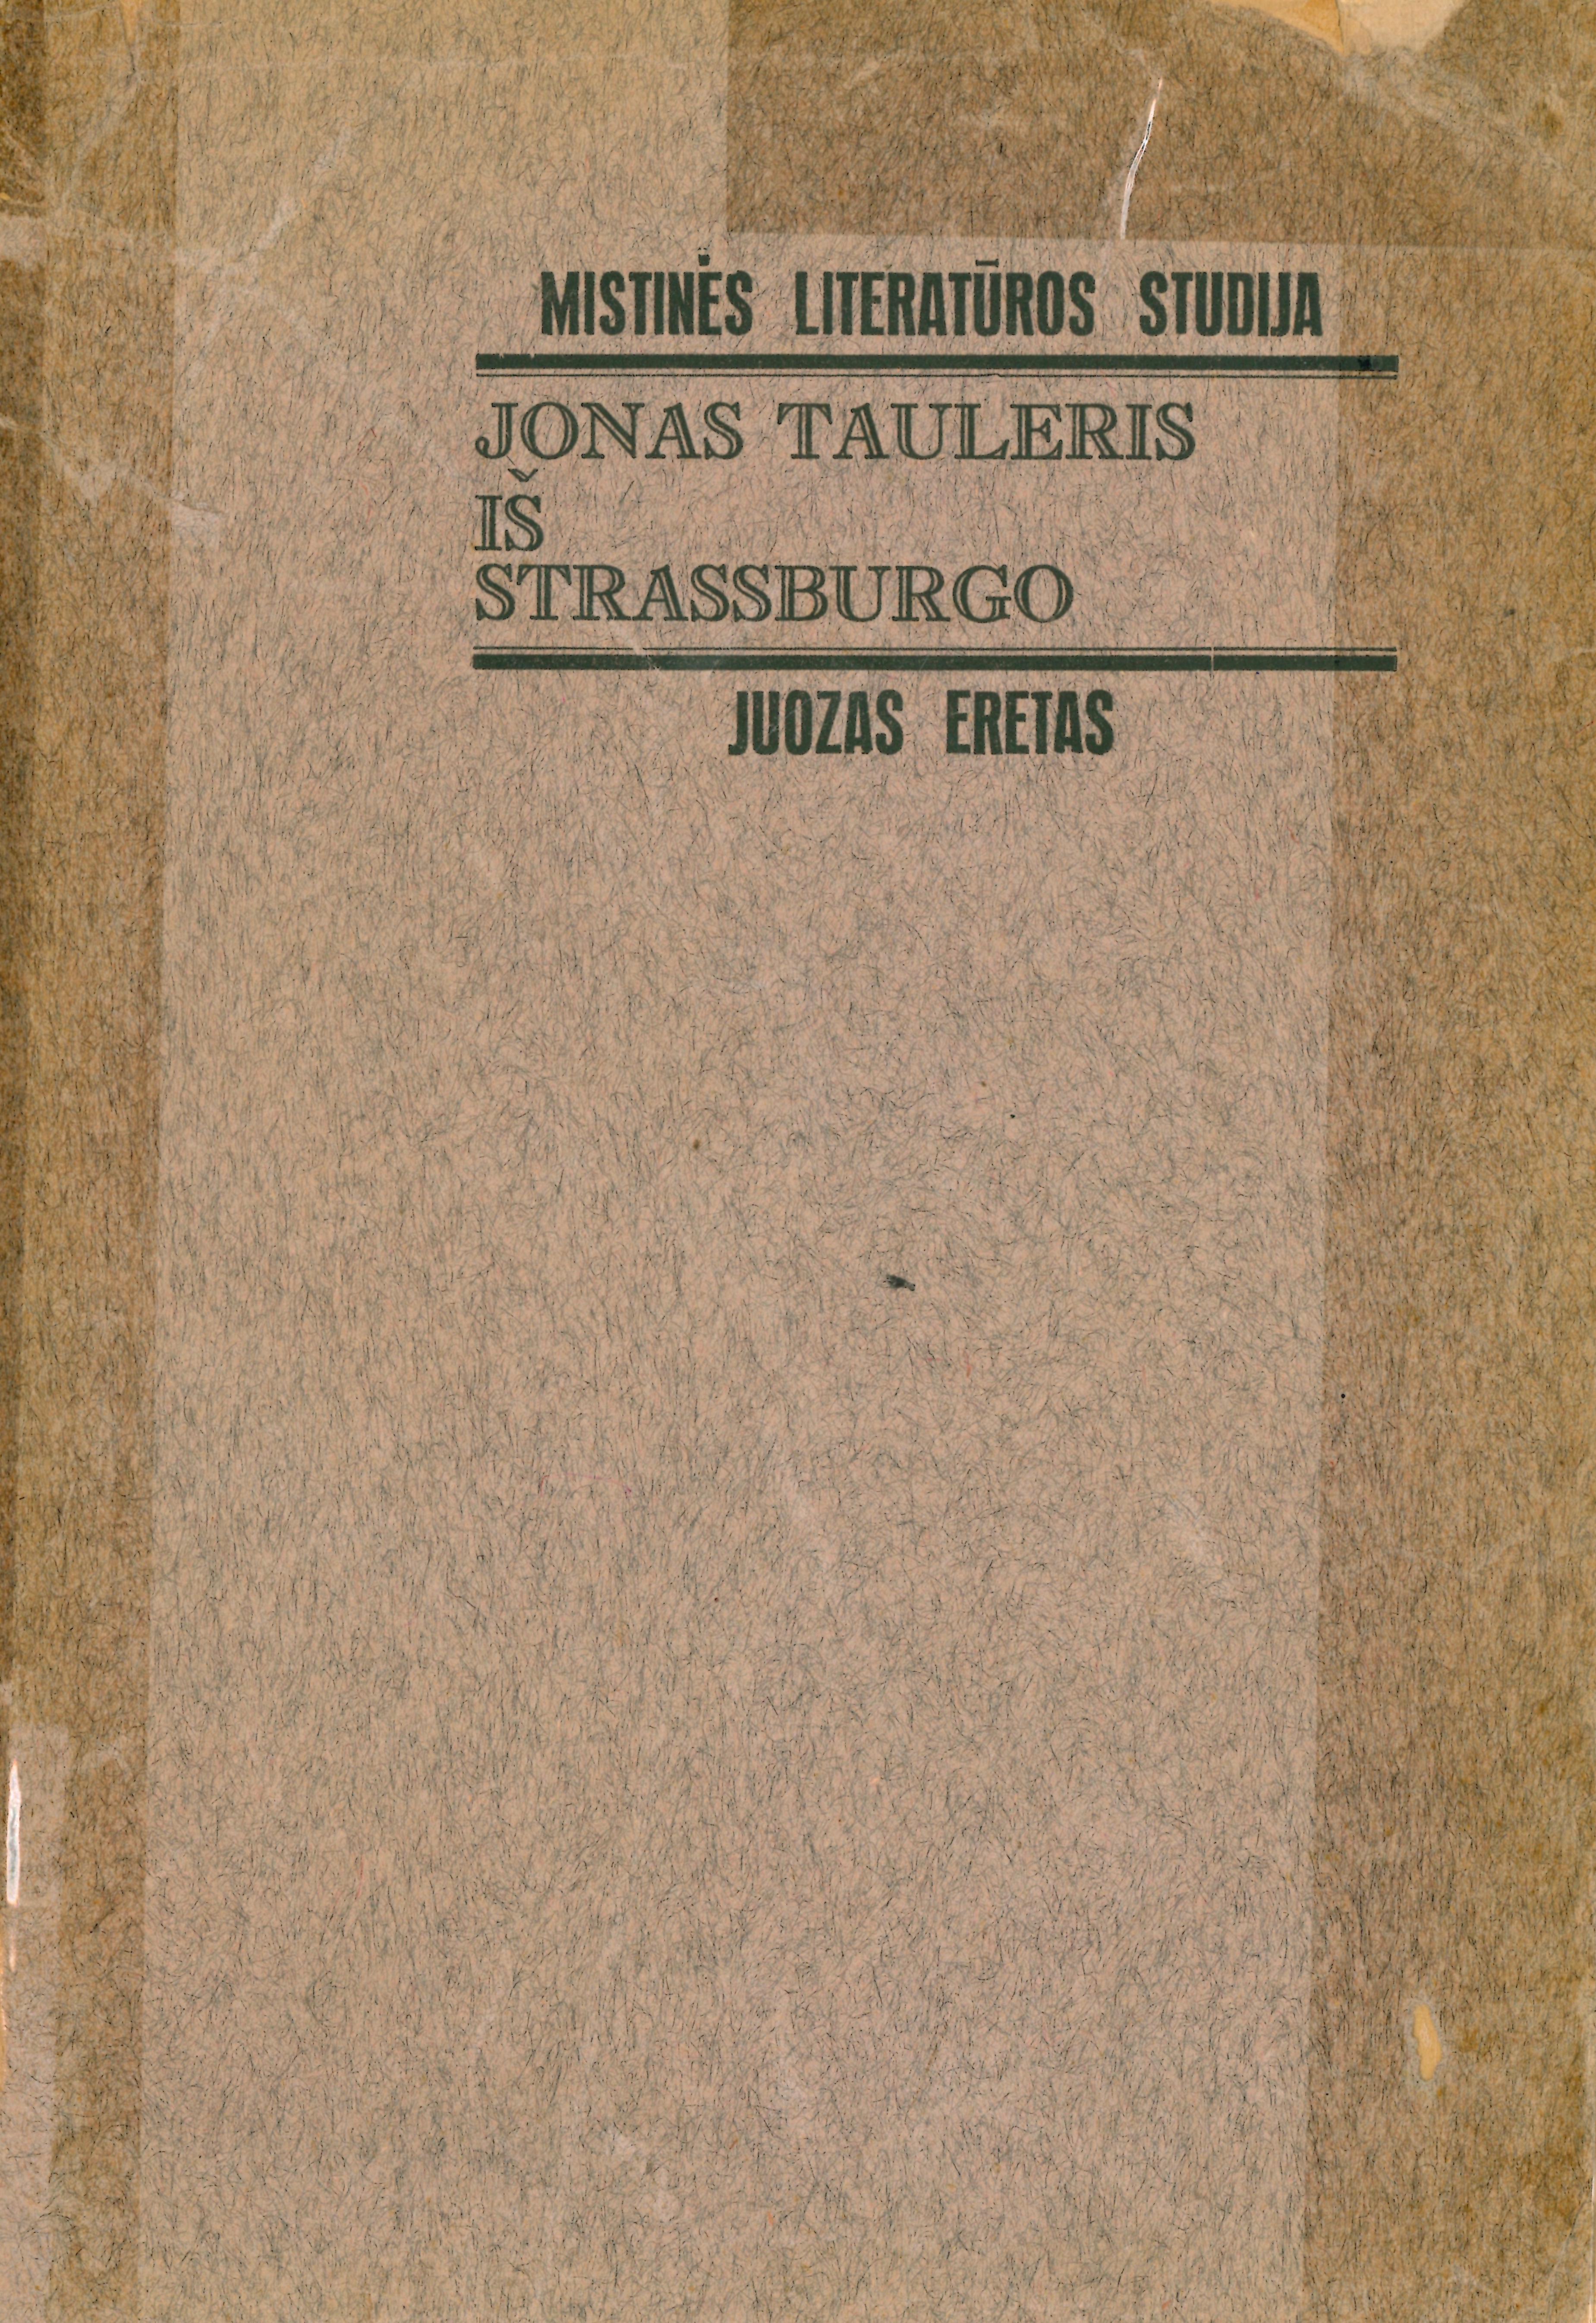 MISTINĖS LITERATŪROS STUDIJA
JONAS TAULERIS
IŠ
STRASSBURGO
JUOZAS ERETAS